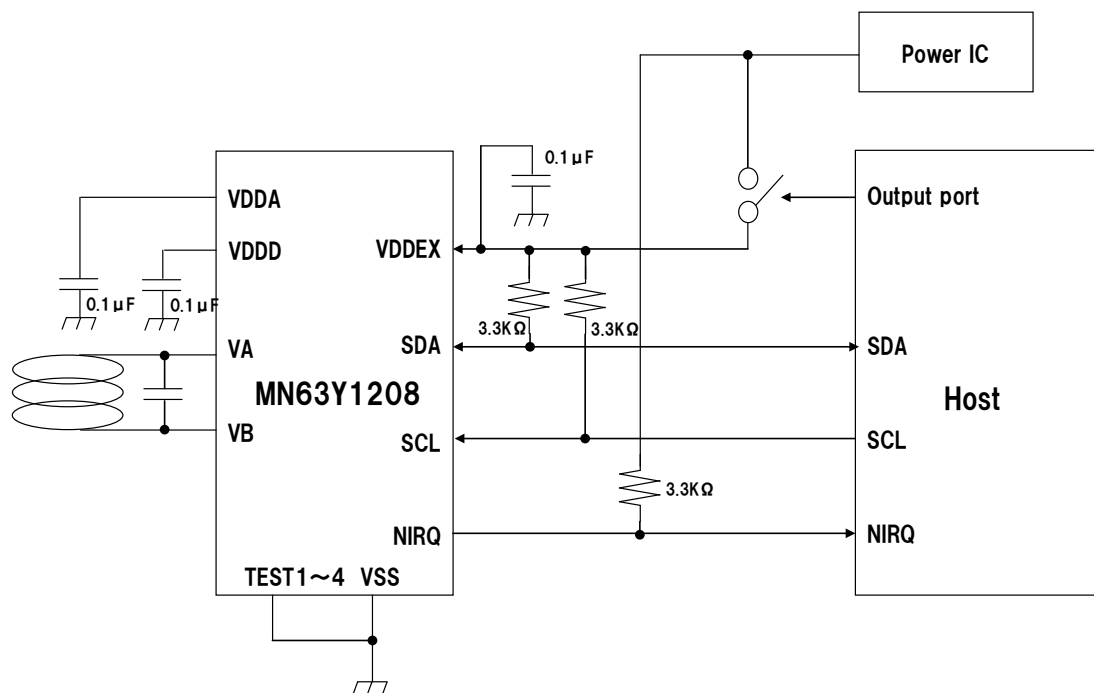 Power IC
0.1μF
VDDA
Output port
VDDD
VDDEX
0.1μF
0.1μF
3.3KΩ
3.3KΩ
VA
SDA
SDA
MN63Y1208
Host
VB
SCL
SCL
3.3KΩ
NIRQ
NIRQ
TEST1～4 VSS